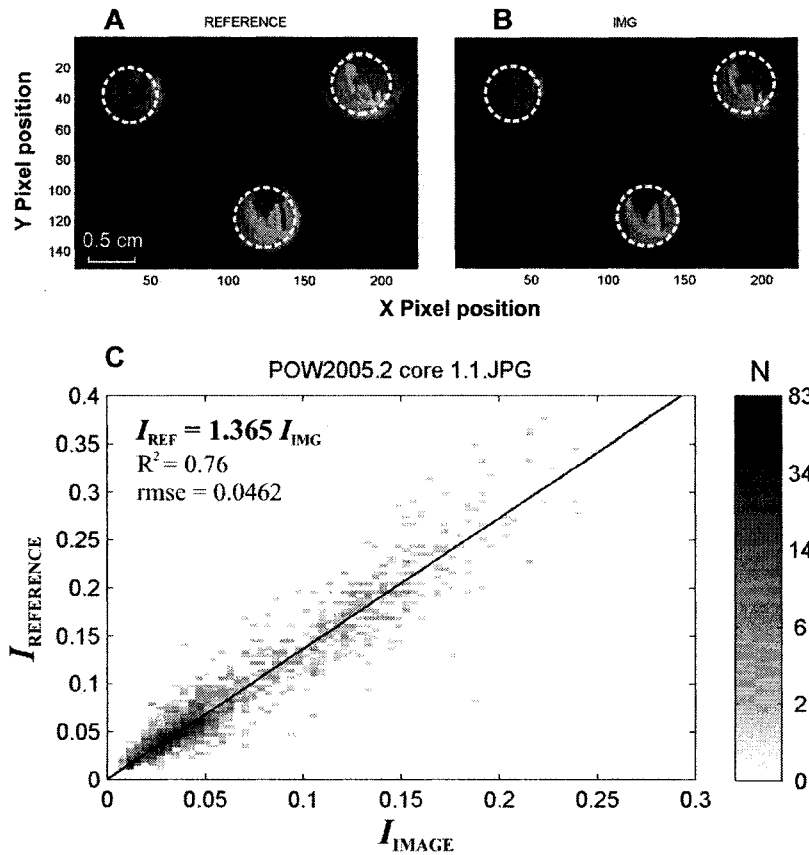 A
REFERENCE
B
IMG
20
40
60
80
100
120
140
Y Pixel position
0.5 cm
50
100
150
200
50
100
150
200
X Pixel position
C
POW2005.2 core 1.1.JPG
N
I_REF = 1.365 I_IMG
R² = 0.76
rmse = 0.0462
0.4
0.35
0.3
0.25
0.2
0.15
0.1
0.05
0
I_REFERENCE
0
0.05
0.1
0.15
0.2
0.25
0.3
I_IMAGE
83
34
14
6
2
0